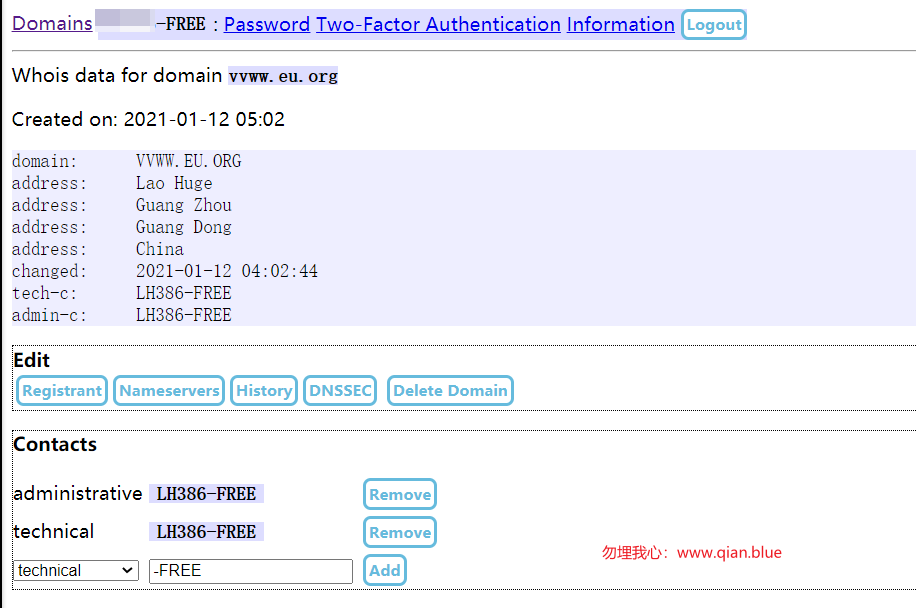 Domains -FREE : Password Two-Factor Authentication Information Logout
Whois data for domain vvww.eu.org
Created on: 2021-01-12 05:02
domain: VVWW.EU.ORG
address: Lao Huge
address: Guang Zhou
address: Guang Dong
address: China
changed: 2021-01-12 04:02:44
tech-c: LH386-FREE
admin-c: LH386-FREE
Edit
Registrant Nameservers History DNSSEC Delete Domain
Contacts
administrative LH386-FREE Remove
technical LH386-FREE Remove
technical -FREE Add
勿埋我心：www.qian.blue